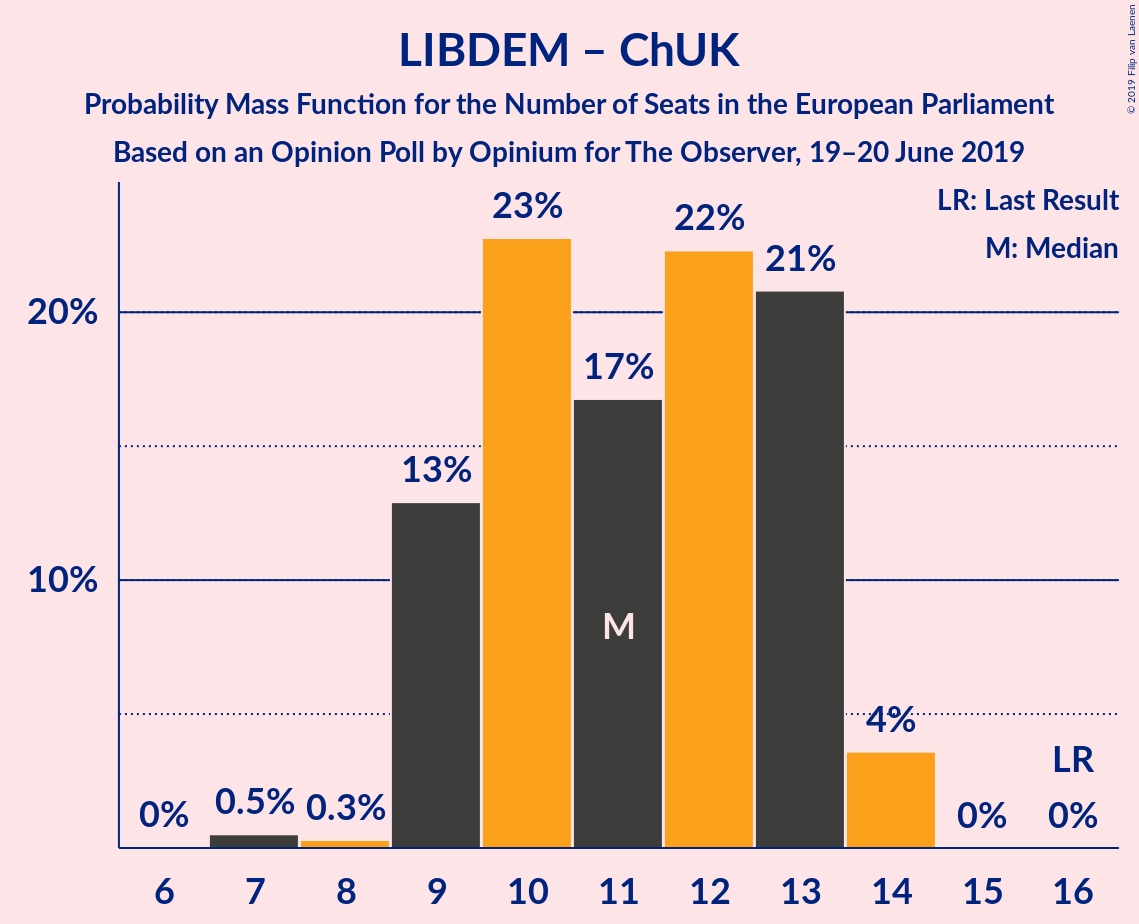 LIBDEM – ChUK
Probability Mass Function for the Number of Seats in the European Parliament
Based on an Opinion Poll by Opinium for The Observer, 19–20 June 2019
© 2019 Filip van Laenen
LR: Last Result
M: Median
20%
10%
0%
0.5%
0.3%
13%
23%
17%
22%
21%
4%
0%
0%
M
LR
6 7 8 9 10 11 12 13 14 15 16